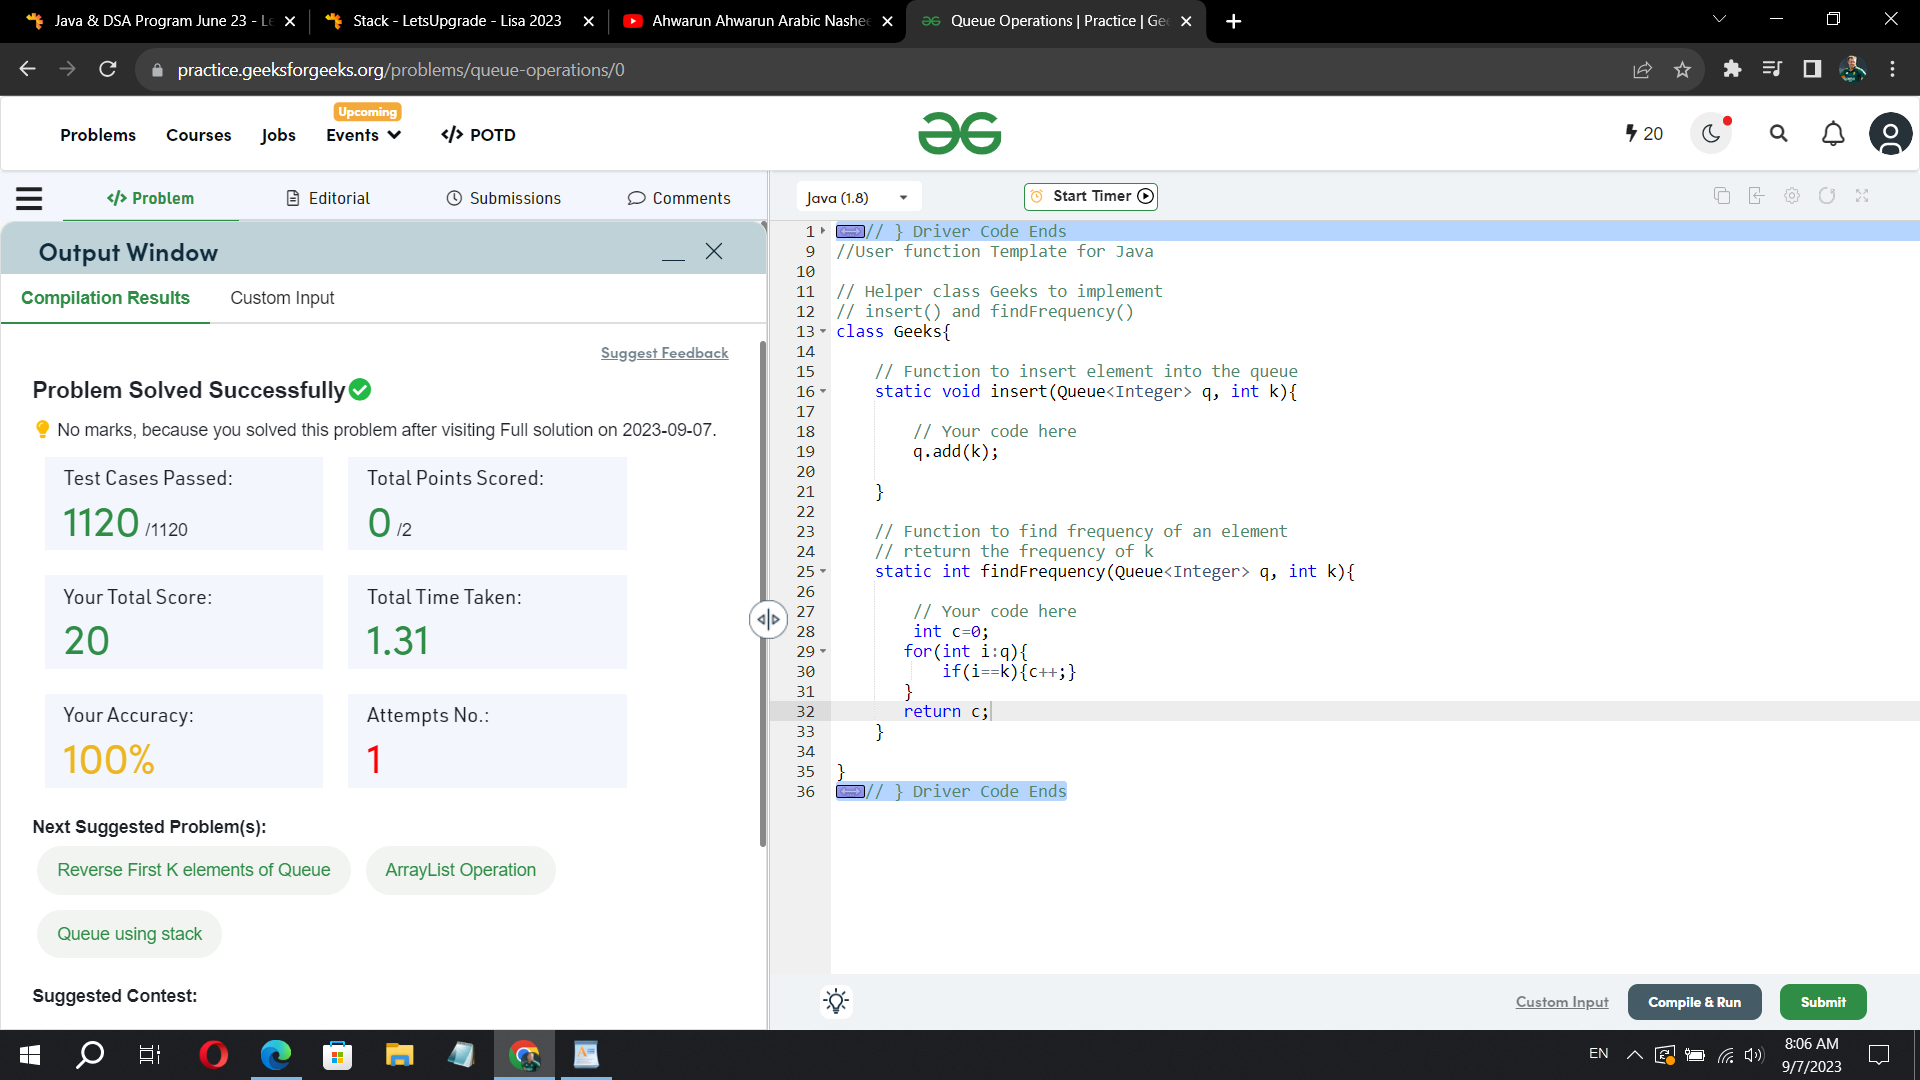 Java & DSA Program June 23 - Le
Stack - LetsUpgrade - Lisa 2023
Ahwarun Ahwarun Arabic Nashee
Queue Operations | Practice | Gee
practice.geeksforgeeks.org/problems/queue-operations/0
Problems
Courses
Jobs
Upcoming
Events
</> POTD
20
</> Problem
Editorial
Submissions
Comments
Java (1.8)
Start Timer
Output Window
Compilation Results
Custom Input
Suggest Feedback
Problem Solved Successfully
No marks, because you solved this problem after visiting Full solution on 2023-09-07.
Test Cases Passed:
1120 /1120
Total Points Scored:
0 /2
Your Total Score:
20
Total Time Taken:
1.31
Your Accuracy:
100%
Attempts No.:
1
Next Suggested Problem(s):
Reverse First K elements of Queue
ArrayList Operation
Queue using stack
Suggested Contest:
1 // } Driver Code Ends
9 //User function Template for Java
10
11 // Helper class Geeks to implement
12 // insert() and findFrequency()
13 class Geeks{
14
15 // Function to insert element into the queue
16 static void insert(Queue<Integer> q, int k){
17
18 // Your code here
19 q.add(k);
20
21 }
22
23 // Function to find frequency of an element
24 // rteturn the frequency of k
25 static int findFrequency(Queue<Integer> q, int k){
26
27 // Your code here
28 int c=0;
29 for(int i:q){
30 if(i==k){c++;}
31 }
32 return c;
33 }
34
35 }
36 // } Driver Code Ends
Custom Input
Compile & Run
Submit
EN
8:06 AM
9/7/2023